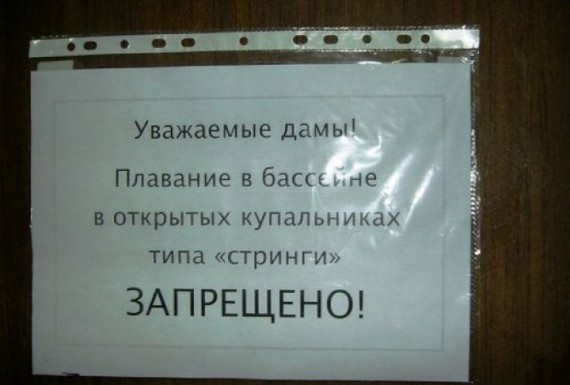 Уважаемые дамы!
Плавание в бассейне
в открытых купальниках
типа «стринги»
ЗАПРЕЩЕНО!